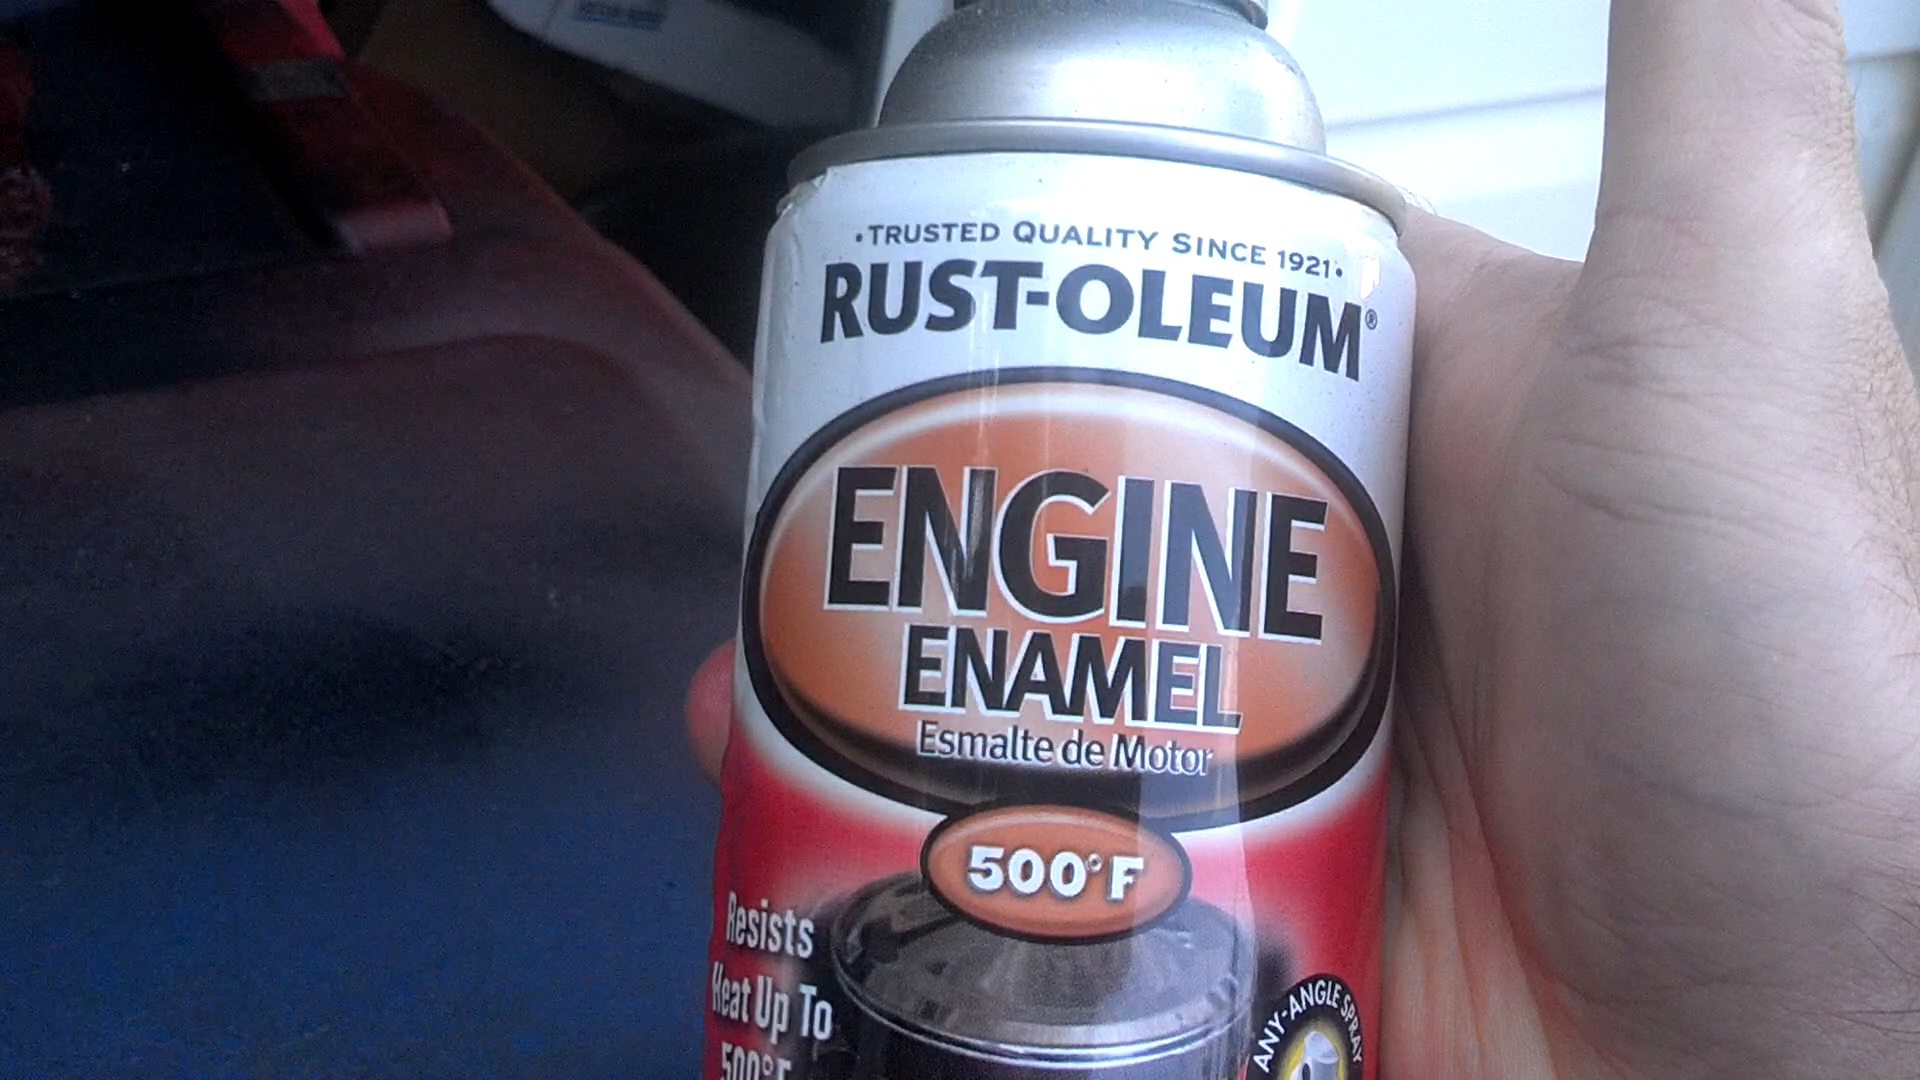 •TRUSTED QUALITY SINCE 1921•
RUST-OLEUM®
ENGINE
ENAMEL
Esmalte de Motor
500°F
Resists
Heat Up To
500°F
ANY-ANGLE SPRAY